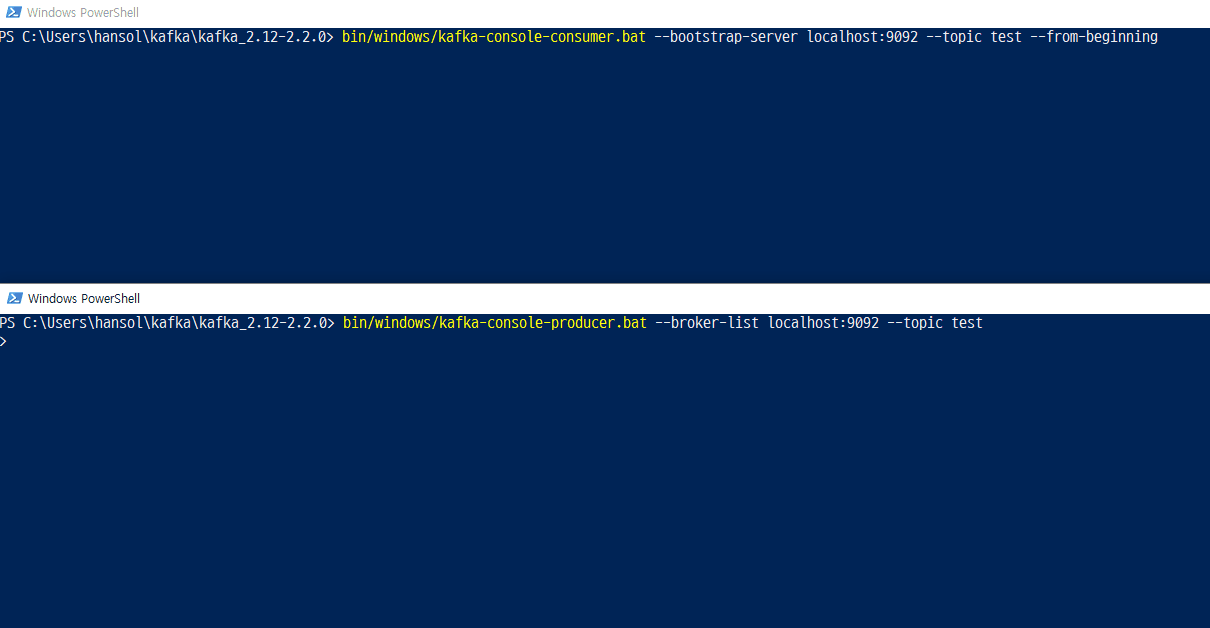 Windows PowerShell
PS C:\Users\hansol\kafka\kafka_2.12-2.2.0> bin/windows/kafka-console-consumer.bat --bootstrap-server localhost:9092 --topic test --from-beginning
Windows PowerShell
PS C:\Users\hansol\kafka\kafka_2.12-2.2.0> bin/windows/kafka-console-producer.bat --broker-list localhost:9092 --topic test
>